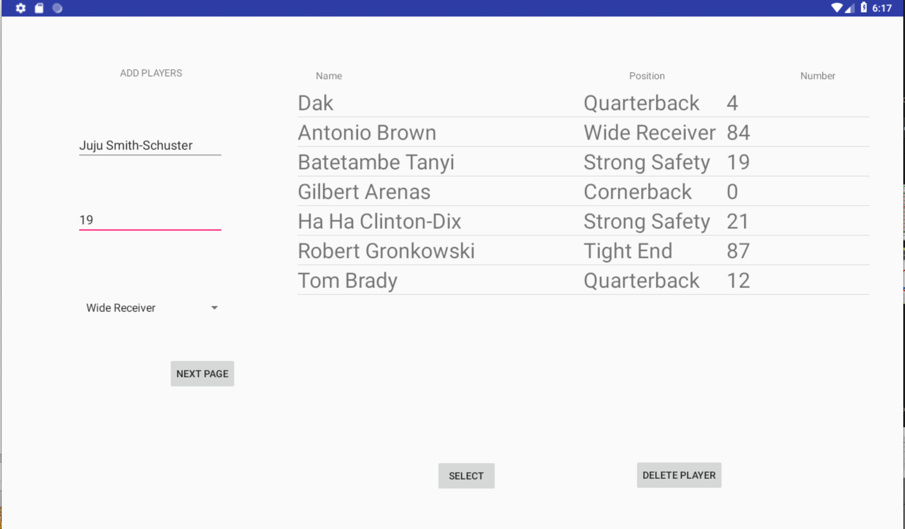 6:17
ADD PLAYERS
Name Position Number
Dak Quarterback 4
Juju Smith-Schuster
Antonio Brown Wide Receiver 84
Batetambe Tanyi Strong Safety 19
Gilbert Arenas Cornerback 0
19
Ha Ha Clinton-Dix Strong Safety 21
Robert Gronkowski Tight End 87
Tom Brady Quarterback 12
Wide Receiver
NEXT PAGE
SELECT DELETE PLAYER